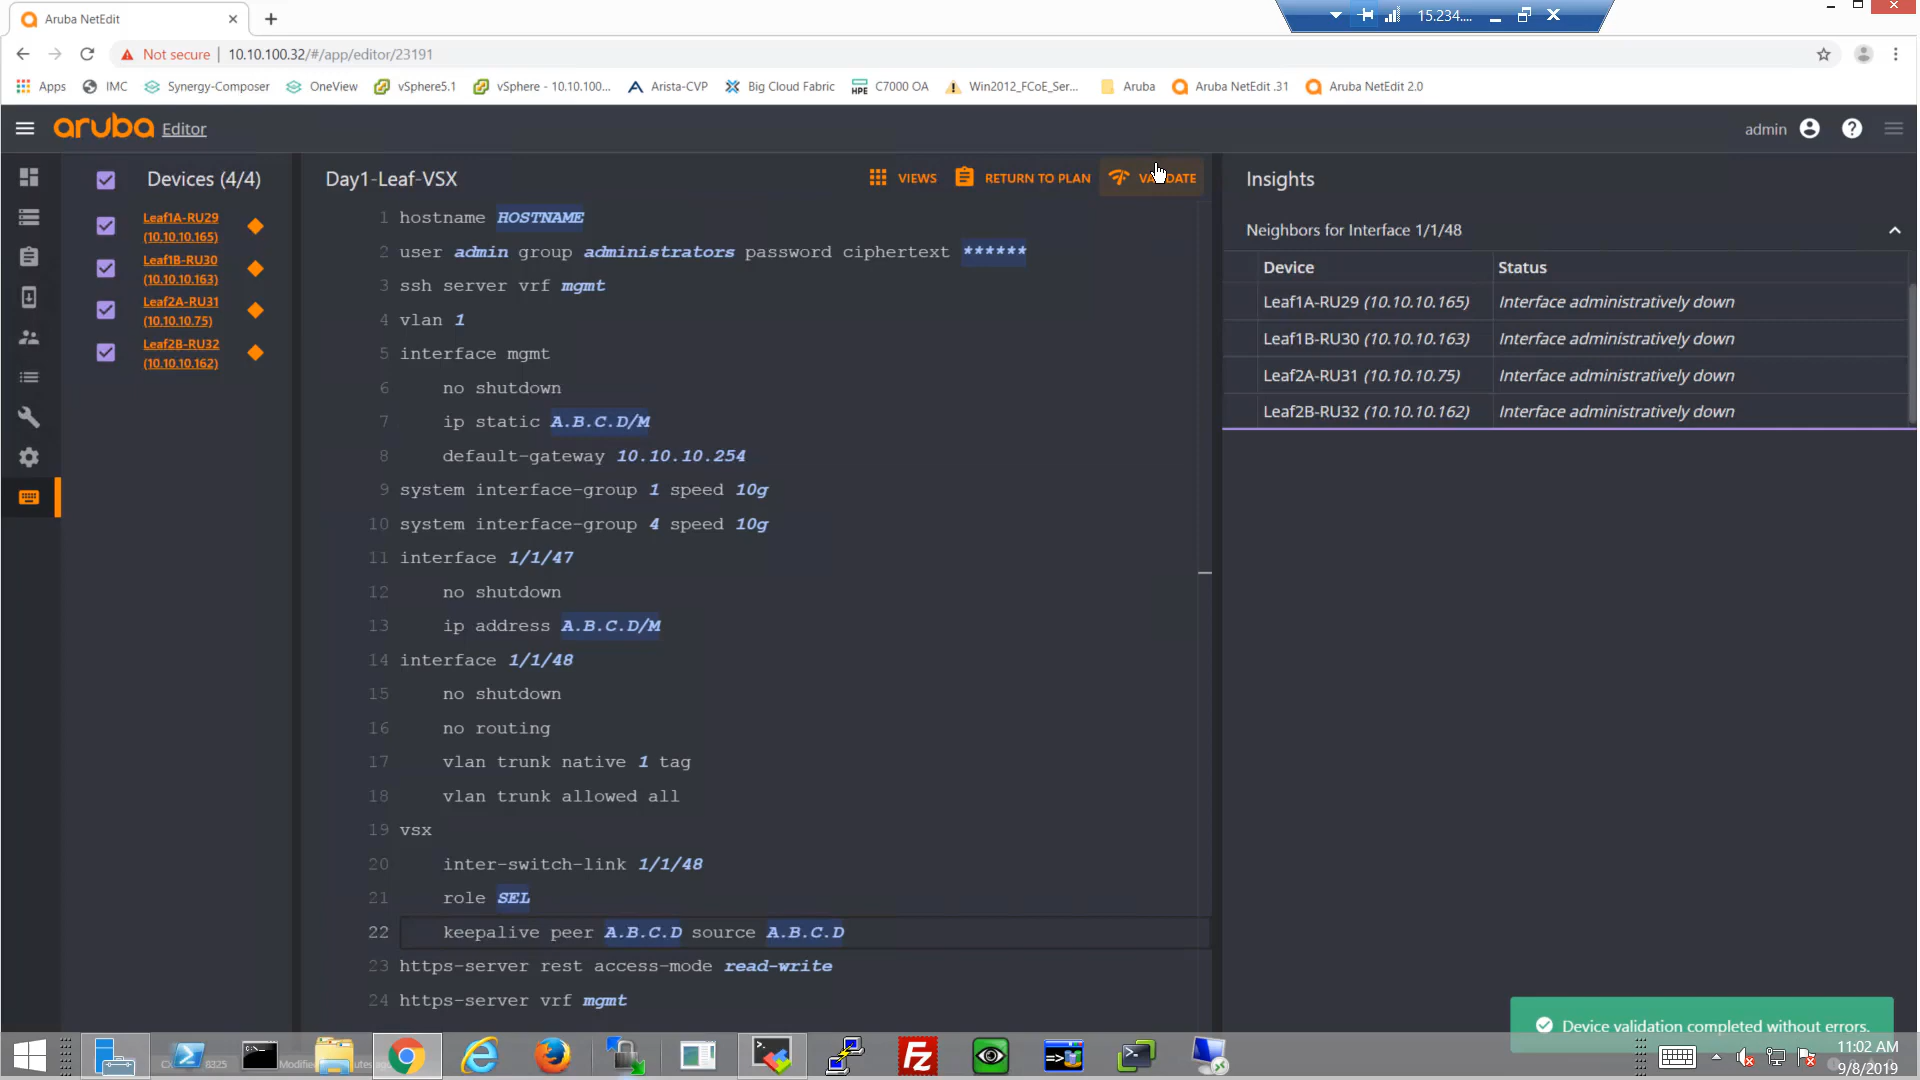 Aruba NetEdit
15.234....
Not secure
10.10.100.32/#/app/editor/23191
Apps
IMC
Synergy-Composer
OneView
vSphere5.1
vSphere - 10.10.100...
Arista-CVP
Big Cloud Fabric
HPE
C7000 OA
Win2012_FCoE_Ser...
Aruba
Aruba NetEdit .31
Aruba NetEdit 2.0
aruba
Editor
admin
Devices (4/4)
Leaf1A-RU29
(10.10.10.165)
Leaf1B-RU30
(10.10.10.163)
Leaf2A-RU31
(10.10.10.75)
Leaf2B-RU32
(10.10.10.162)
Day1-Leaf-VSX
VIEWS
RETURN TO PLAN
1 hostname HOSTNAME
2 user admin group administrators password ciphertext ******
3 ssh server vrf mgmt
4 vlan 1
5 interface mgmt
6 no shutdown
7 ip static A.B.C.D/M
8 default-gateway 10.10.10.254
9 system interface-group 1 speed 10g
10 system interface-group 4 speed 10g
11 interface 1/1/47
12 no shutdown
13 ip address A.B.C.D/M
14 interface 1/1/48
15 no shutdown
16 no routing
17 vlan trunk native 1 tag
18 vlan trunk allowed all
19 vsx
20 inter-switch-link 1/1/48
21 role SEL
22 keepalive peer A.B.C.D source A.B.C.D
23 https-server rest access-mode read-write
24 https-server vrf mgmt
Insights
Neighbors for Interface 1/1/48
Device Status
Leaf1A-RU29 (10.10.10.165) Interface administratively down
Leaf1B-RU30 (10.10.10.163) Interface administratively down
Leaf2A-RU31 (10.10.10.75) Interface administratively down
Leaf2B-RU32 (10.10.10.162) Interface administratively down
Device validation completed without errors.
11:02 AM
9/8/2019